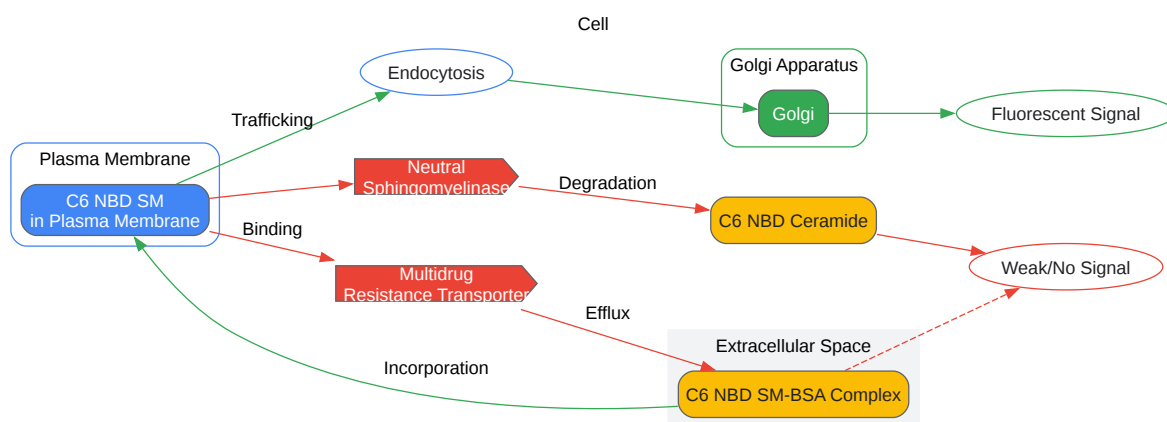 Cell
Endocytosis
Golgi Apparatus
Golgi
Fluorescent Signal
Trafficking
Plasma Membrane
C6 NBD SM
in Plasma Membrane
Neutral
Sphingomyelinase
Degradation
C6 NBD Ceramide
Binding
Multidrug
Resistance Transporter
Weak/No Signal
Efflux
Extracellular Space
Incorporation
C6 NBD SM-BSA Complex